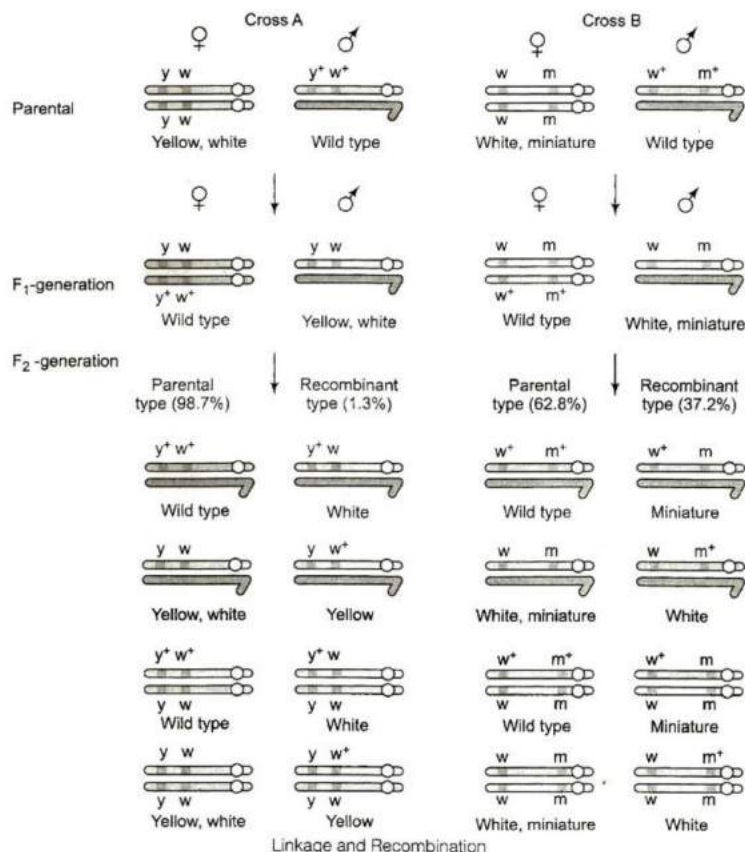 Cross A Cross B
♀ ♂ ♀ ♂
y w y⁺ w⁺ w m w⁺ m⁺
Parental
y w w m
Yellow, white Wild type White, miniature Wild type
♀ ♂ ♀ ♂
y w y w w m w m
F₁-generation
y⁺ w⁺ w⁺ m⁺
Wild type Yellow, white Wild type White, miniature
F₂ -generation
Parental Recombinant Parental Recombinant
type (98.7%) type (1.3%) type (62.8%) type (37.2%)
y⁺ w⁺ y⁺ w w⁺ m⁺ w⁺ m
Wild type White Wild type Miniature
y w y w⁺ w m w m⁺
Yellow, white Yellow White, miniature White
y⁺ w⁺ y⁺ w w⁺ m⁺ w⁺ m
y w y w w m w m
Wild type White Wild type Miniature
y w y w⁺ w m w m⁺
y w y w w m w m
Yellow, white Yellow White, miniature White
Linkage and Recombination